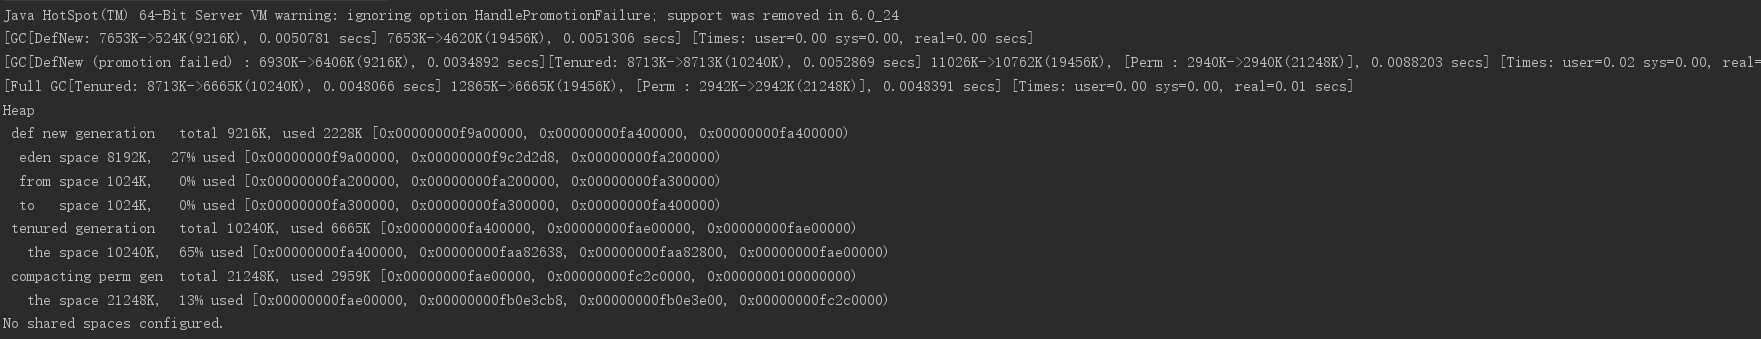 Java HotSpot(TM) 64-Bit Server VM warning: ignoring option HandlePromotionFailure; support was removed in 6.0_24
[GC[DefNew: 7653K->524K(9216K), 0.0050781 secs] 7653K->4620K(19456K), 0.0051306 secs] [Times: user=0.00 sys=0.00, real=0.00 secs]
[GC[DefNew (promotion failed) : 6930K->6406K(9216K), 0.0034892 secs][Tenured: 8713K->8713K(10240K), 0.0052869 secs] 11026K->10762K(19456K), [Perm : 2940K->2940K(21248K)], 0.0088203 secs] [Times: user=0.02 sys=0.00, real=
[Full GC[Tenured: 8713K->6665K(10240K), 0.0048066 secs] 12865K->6665K(19456K), [Perm : 2942K->2942K(21248K)], 0.0048391 secs] [Times: user=0.00 sys=0.00, real=0.01 secs]
Heap
 def new generation   total 9216K, used 2228K [0x00000000f9a00000, 0x00000000fa400000, 0x00000000fa400000)
  eden space 8192K,  27% used [0x00000000f9a00000, 0x00000000f9c2d2d8, 0x00000000fa200000)
  from space 1024K,   0% used [0x00000000fa200000, 0x00000000fa200000, 0x00000000fa300000)
  to   space 1024K,   0% used [0x00000000fa300000, 0x00000000fa300000, 0x00000000fa400000)
 tenured generation   total 10240K, used 6665K [0x00000000fa400000, 0x00000000fae00000, 0x00000000fae00000)
   the space 10240K,  65% used [0x00000000fa400000, 0x00000000faa82638, 0x00000000faa82800, 0x00000000fae00000)
 compacting perm gen  total 21248K, used 2959K [0x00000000fae00000, 0x00000000fc2c0000, 0x0000000100000000)
   the space 21248K,  13% used [0x00000000fae00000, 0x00000000fb0e3cb8, 0x00000000fb0e3e00, 0x00000000fc2c0000)
No shared spaces configured.